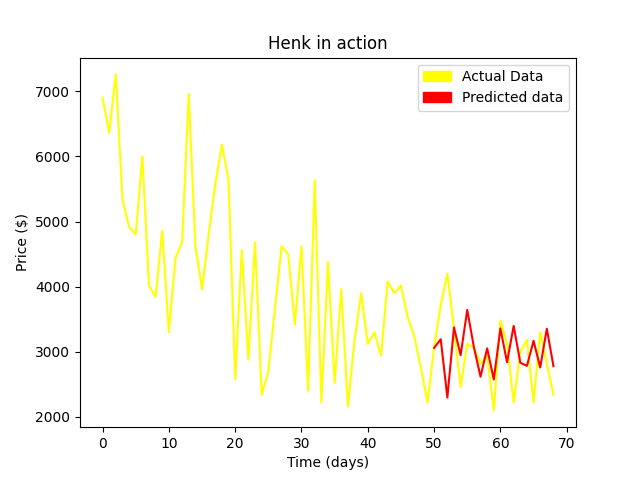 Henk in action
Actual Data
Predicted data
Price ($)
7000
6000
5000
4000
3000
2000
0 10 20 30 40 50 60 70
Time (days)